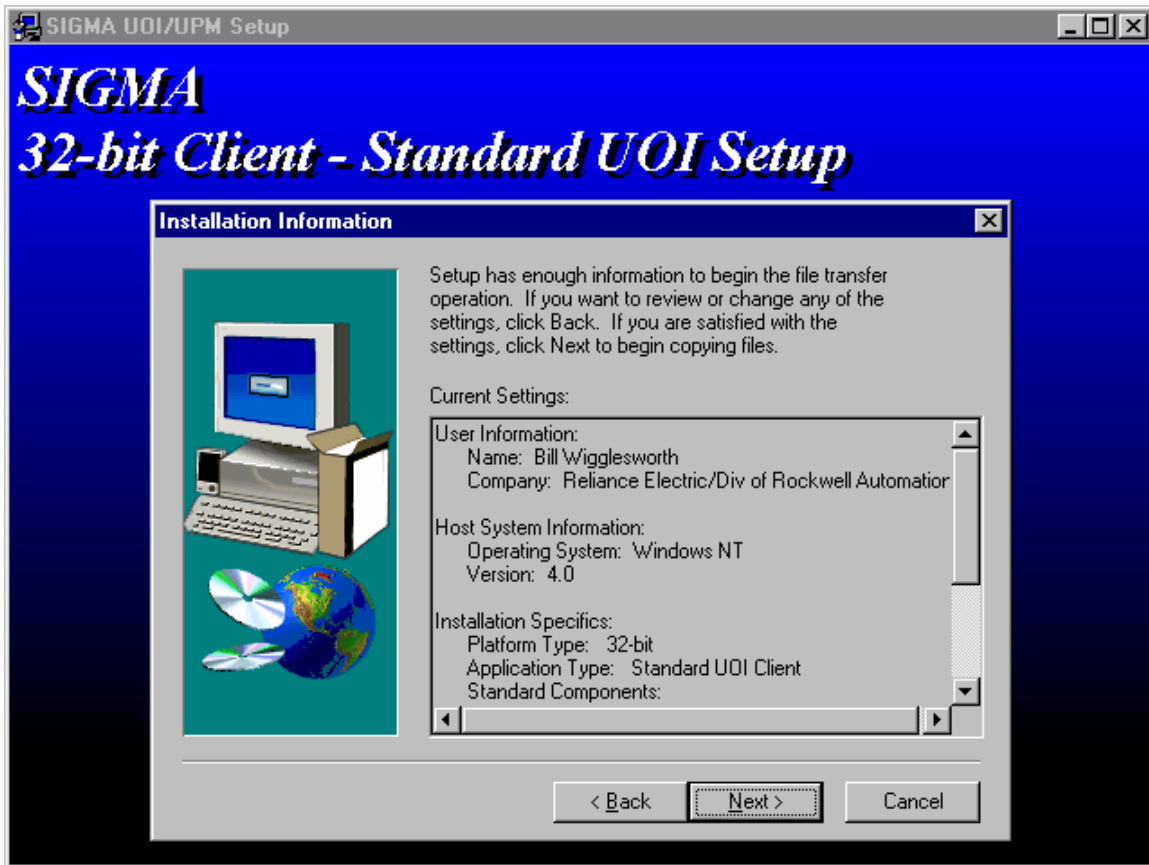 SIGMA UOI/UPM Setup
SIGMA
32-bit Client - Standard UOI Setup
Installation Information
Setup has enough information to begin the file transfer
operation.  If you want to review or change any of the
settings, click Back.  If you are satisfied with the
settings, click Next to begin copying files.
Current Settings:
User Information:
Name:  Bill Wigglesworth
Company:  Reliance Electric/Div of Rockwell Automation
Host System Information:
Operating System:  Windows NT
Version:  4.0
Installation Specifics:
Platform Type:  32-bit
Application Type:  Standard UOI Client
Standard Components:
< Back
Next >
Cancel